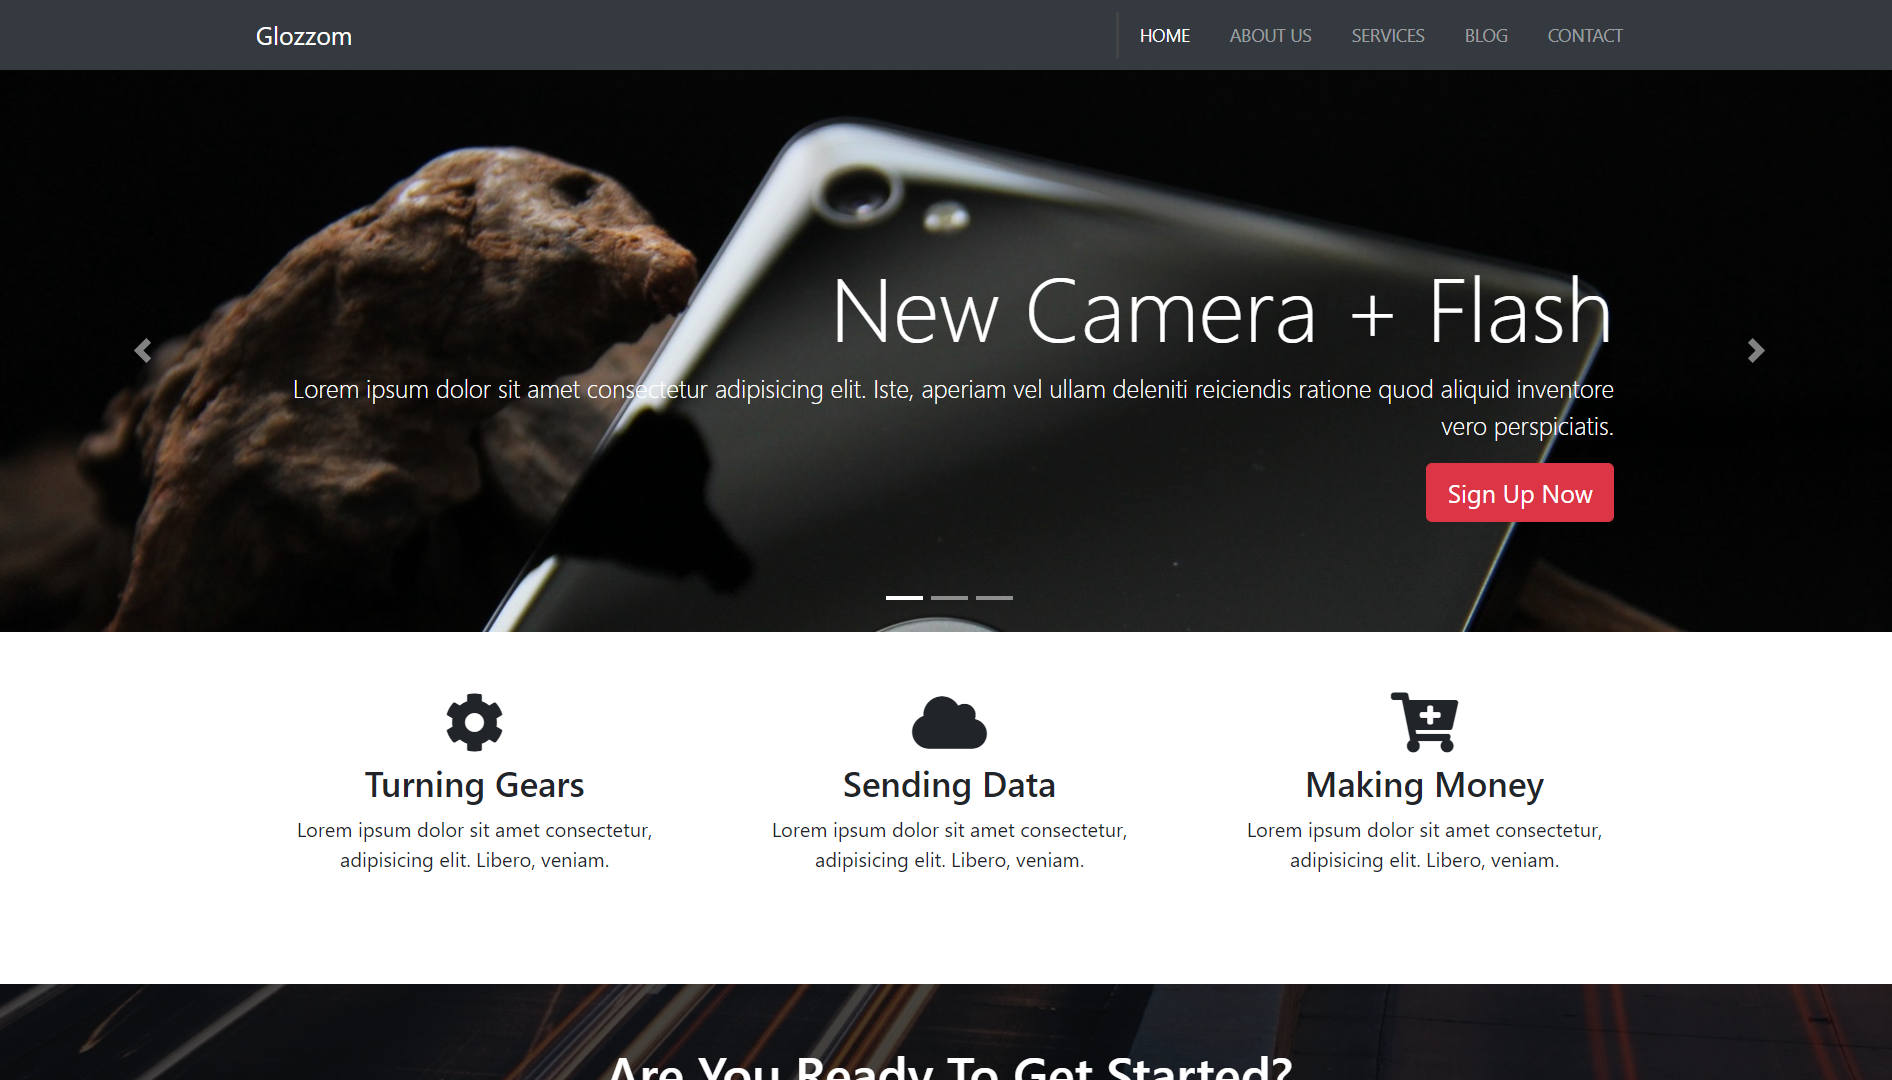 Glozzom
HOME ABOUT US SERVICES BLOG CONTACT
New Camera + Flash
Lorem ipsum dolor sit amet consectetur adipisicing elit. Iste, aperiam vel ullam deleniti reiciendis ratione quod aliquid inventore
vero perspiciatis.
Sign Up Now
Turning Gears
Lorem ipsum dolor sit amet consectetur,
adipisicing elit. Libero, veniam.
Sending Data
Lorem ipsum dolor sit amet consectetur,
adipisicing elit. Libero, veniam.
Making Money
Lorem ipsum dolor sit amet consectetur,
adipisicing elit. Libero, veniam.
Are You Ready To Get Started?